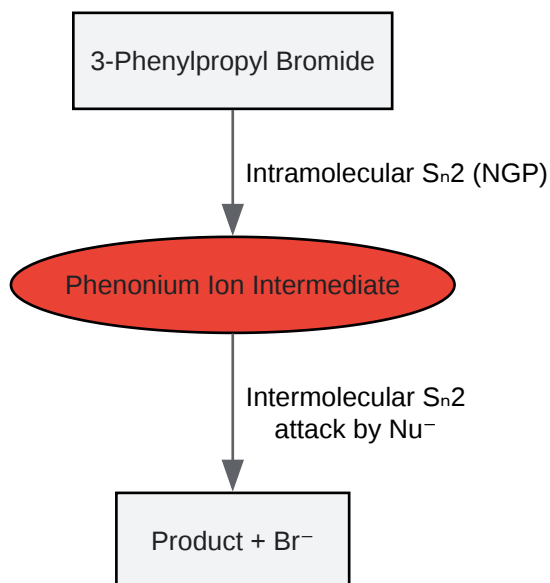 3-Phenylpropyl Bromide
Intramolecular Sₙ2 (NGP)
Phenonium Ion Intermediate
Intermolecular Sₙ2
attack by Nu⁻
Product + Br⁻